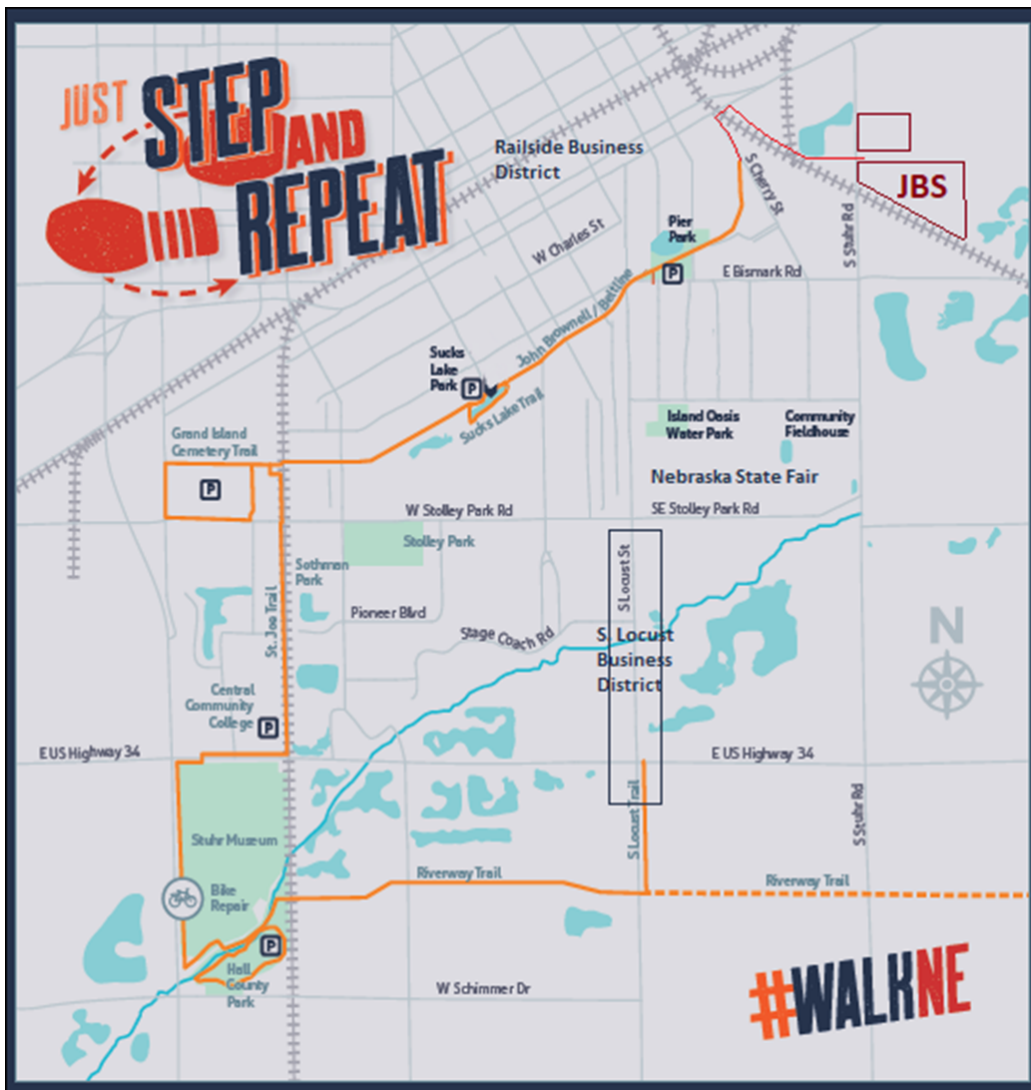 JUST
STEP
AND
REPEAT
Railside Business
District
JBS
S Cherry St
S Stuhr Rd
W Charles St
Pier
Park
P
E Bismark Rd
John Brownell / Beltline
Sucks
Lake
Park
P
Sucks Lake Trail
Island Oasis
Water Park
Community
Fieldhouse
Grand Island
Cemetery Trail
P
Nebraska State Fair
W Stolley Park Rd
SE Stolley Park Rd
Stolley Park
Sothman
Park
S Locust St
St. Joe Trail
Pioneer Blvd
Stage Coach Rd
S. Locust
Business
District
N
Central
Community
College
P
E US Highway 34
E US Highway 34
S Locust Trail
S Stuhr Rd
Stuhr Museum
Riverway Trail
Riverway Trail
Bike
Repair
P
Hall
County
Park
W Schimmer Dr
#WALKNE